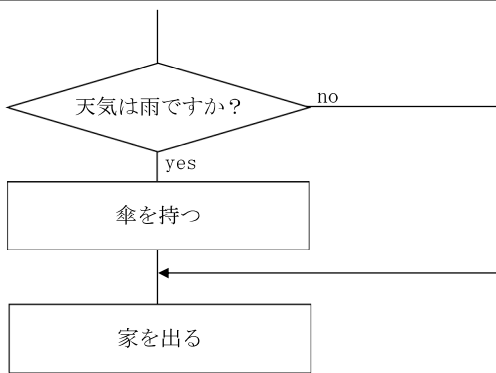 天気は雨ですか?
no
yes
傘を持つ
家を出る